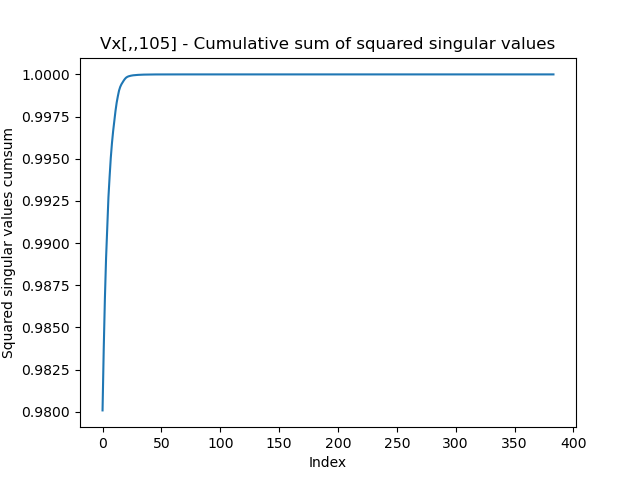 Vx[,,105] - Cumulative sum of squared singular values
1.0000
0.9975
0.9950
0.9925
0.9900
0.9875
0.9850
0.9825
0.9800
Squared singular values cumsum
0 50 100 150 200 250 300 350 400
Index